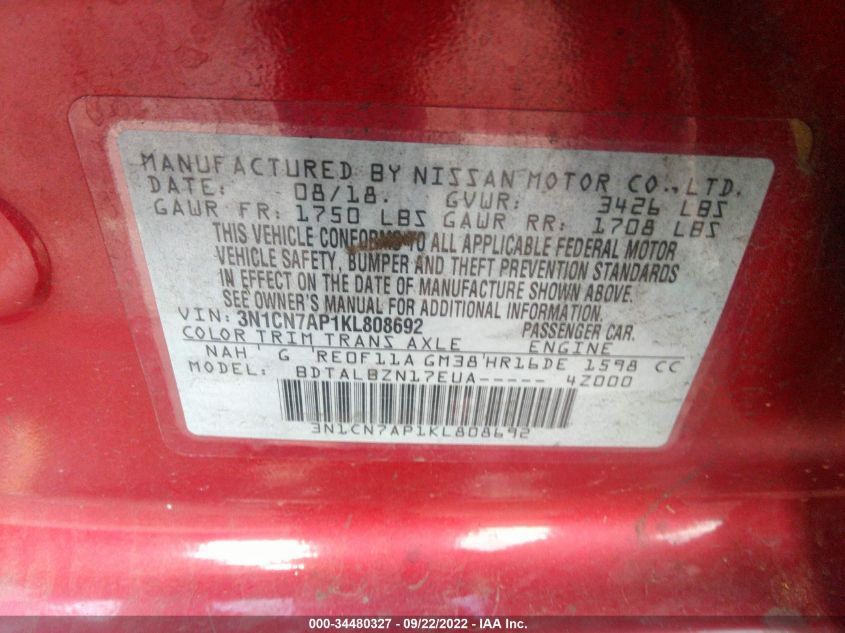 MANUFACTURED BY NISSAN MOTOR CO., LTD.
DATE: 08/18. GVWR: 3426 LBS
GAWR FR: 1750 LBS GAWR RR: 1708 LBS
THIS VEHICLE CONFORMS TO ALL APPLICABLE FEDERAL MOTOR
VEHICLE SAFETY, BUMPER AND THEFT PREVENTION STANDARDS
IN EFFECT ON THE DATE OF MANUFACTURE SHOWN ABOVE.
SEE OWNER'S MANUAL FOR ADDITIONAL INFORMATION.
VIN: 3N1CN7AP1KL808692 PASSENGER CAR.
COLOR TRIM TRANS AXLE ENGINE
NAH G RE0F11A GM38 HR16DE 1598 CC
MODEL: BDTALBZN17EUA----- 4Z000
3N1CN7AP1KL808692
000-34480327 - 09/22/2022 - IAA Inc.